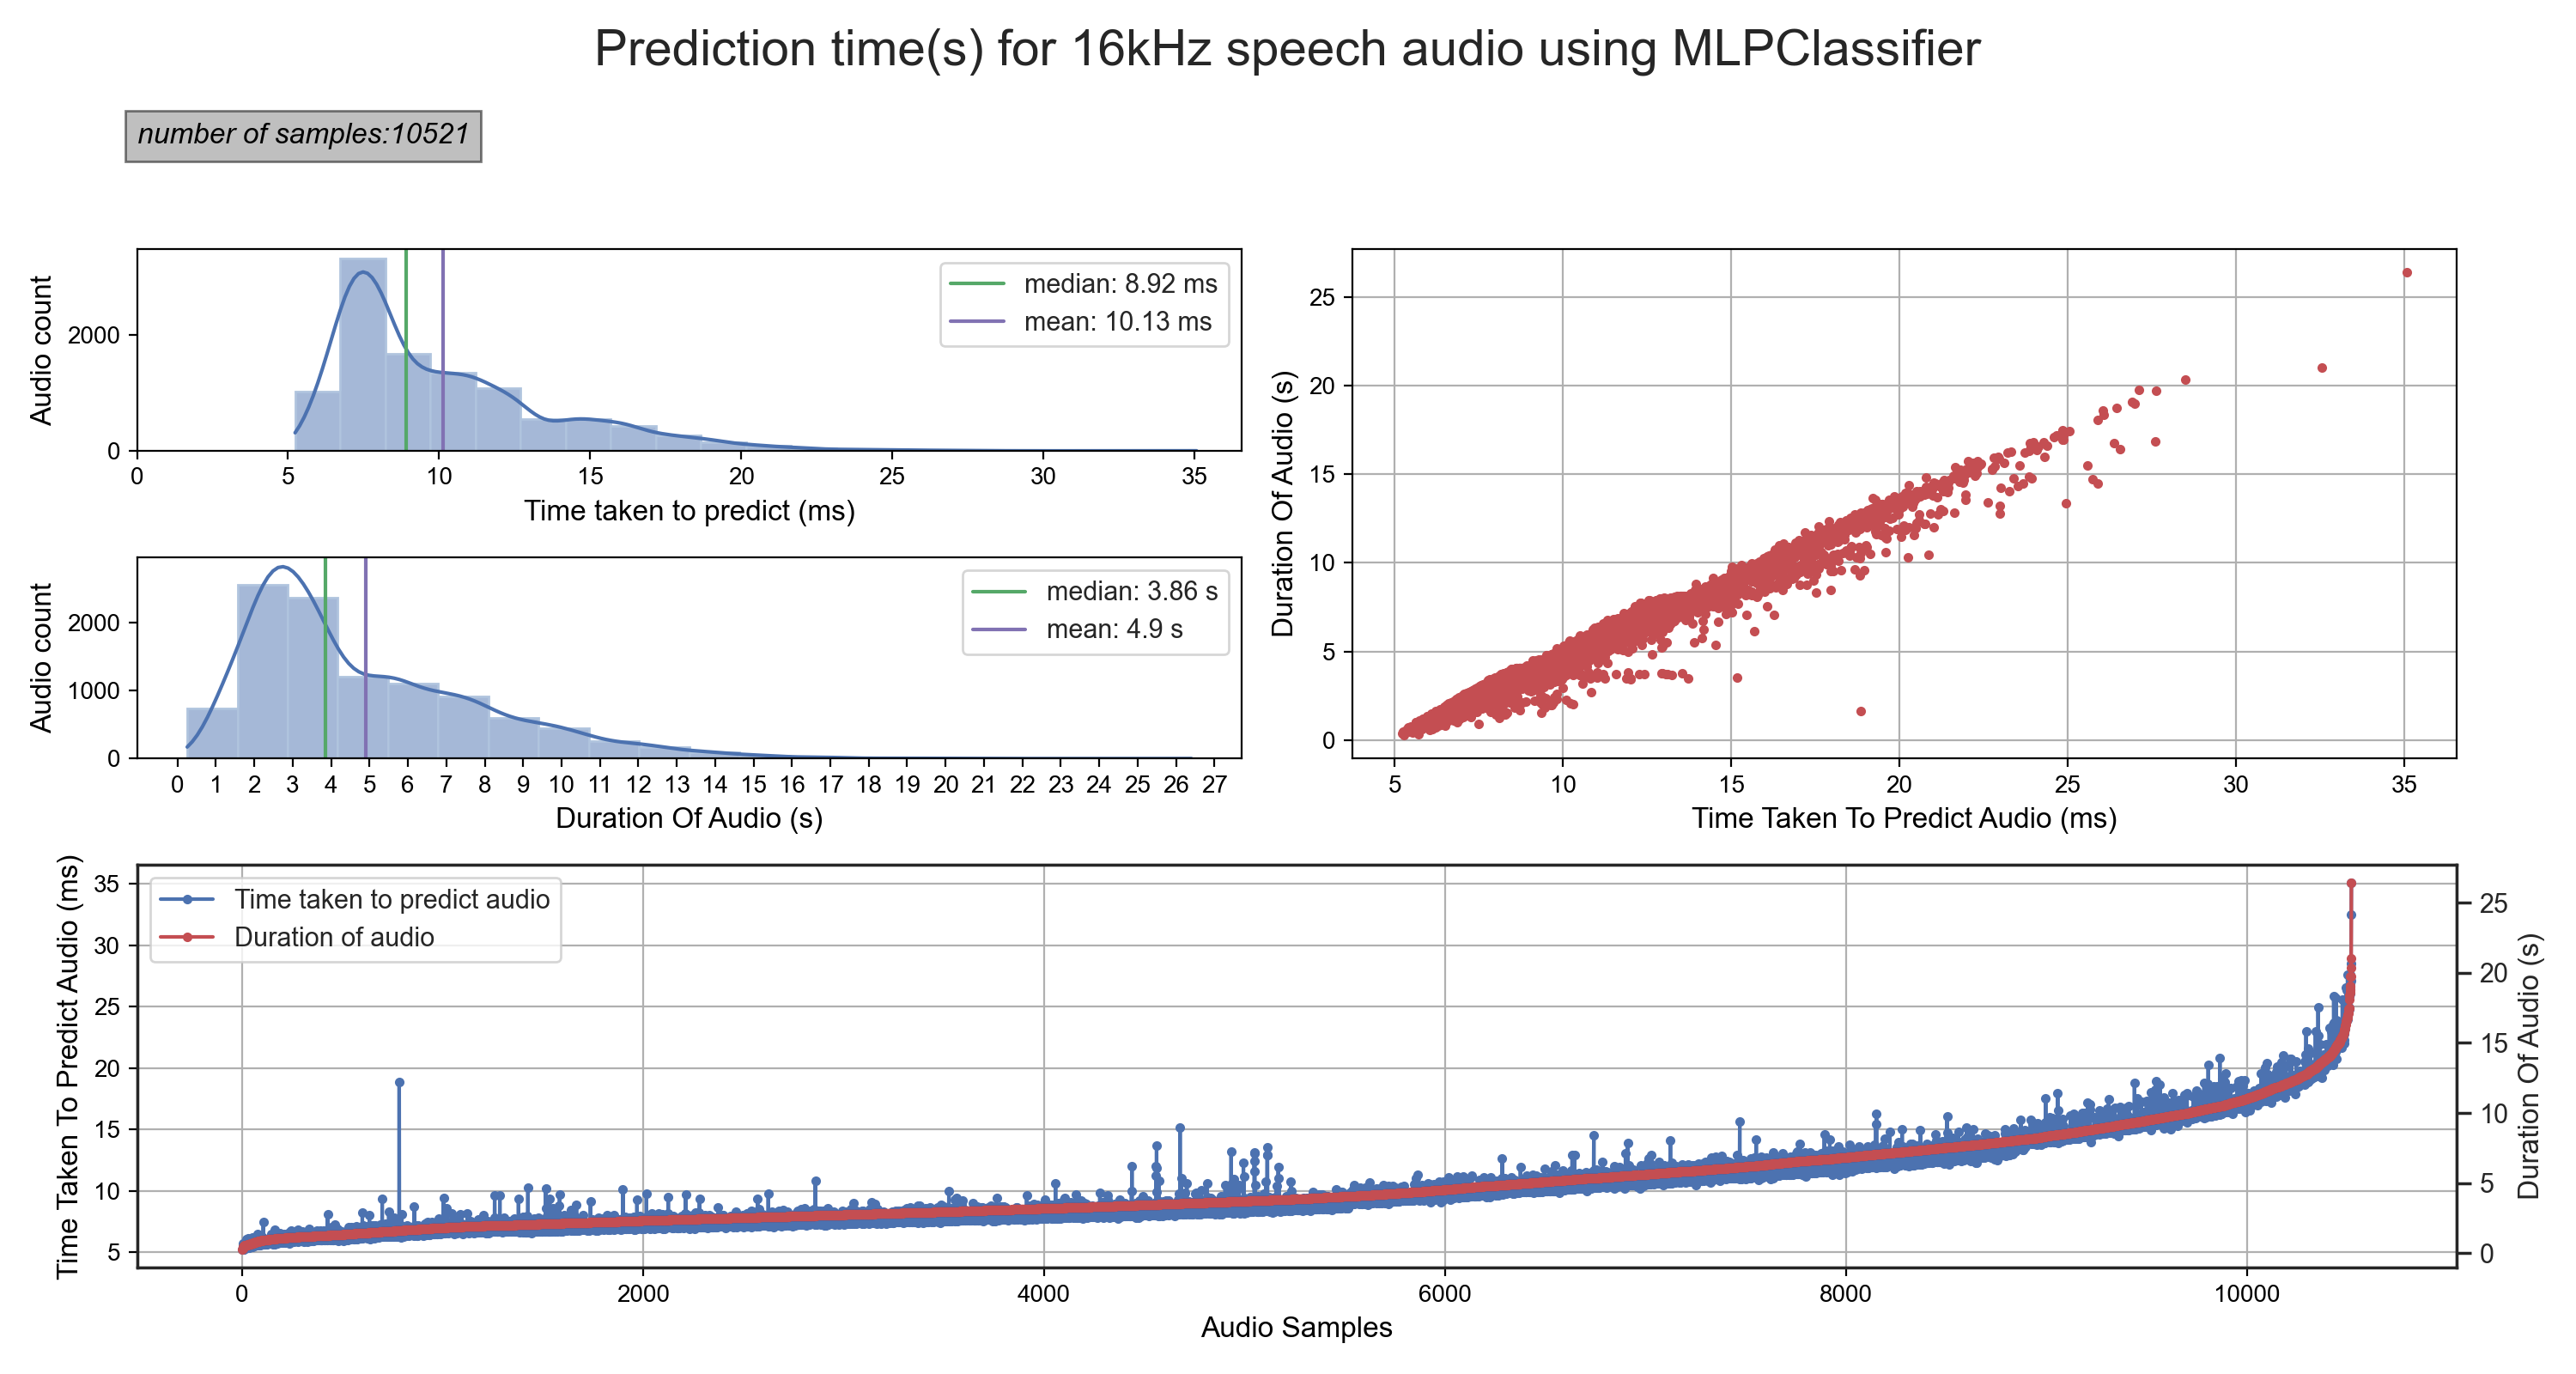 Prediction time(s) for 16kHz speech audio using MLPClassifier
number of samples:10521
Audio count
2000
0
median: 8.92 ms
mean: 10.13 ms
0 5 10 15 20 25 30 35
Time taken to predict (ms)
Audio count
2000
1000
0
median: 3.86 s
mean: 4.9 s
0 1 2 3 4 5 6 7 8 9 10 11 12 13 14 15 16 17 18 19 20 21 22 23 24 25 26 27
Duration Of Audio (s)
Duration Of Audio (s)
25
20
15
10
5
0
5 10 15 20 25 30 35
Time Taken To Predict Audio (ms)
Time Taken To Predict Audio (ms)
35
30
25
20
15
10
5
Time taken to predict audio
Duration of audio
25
20
15
10
5
0
Duration Of Audio (s)
0 2000 4000 6000 8000 10000
Audio Samples